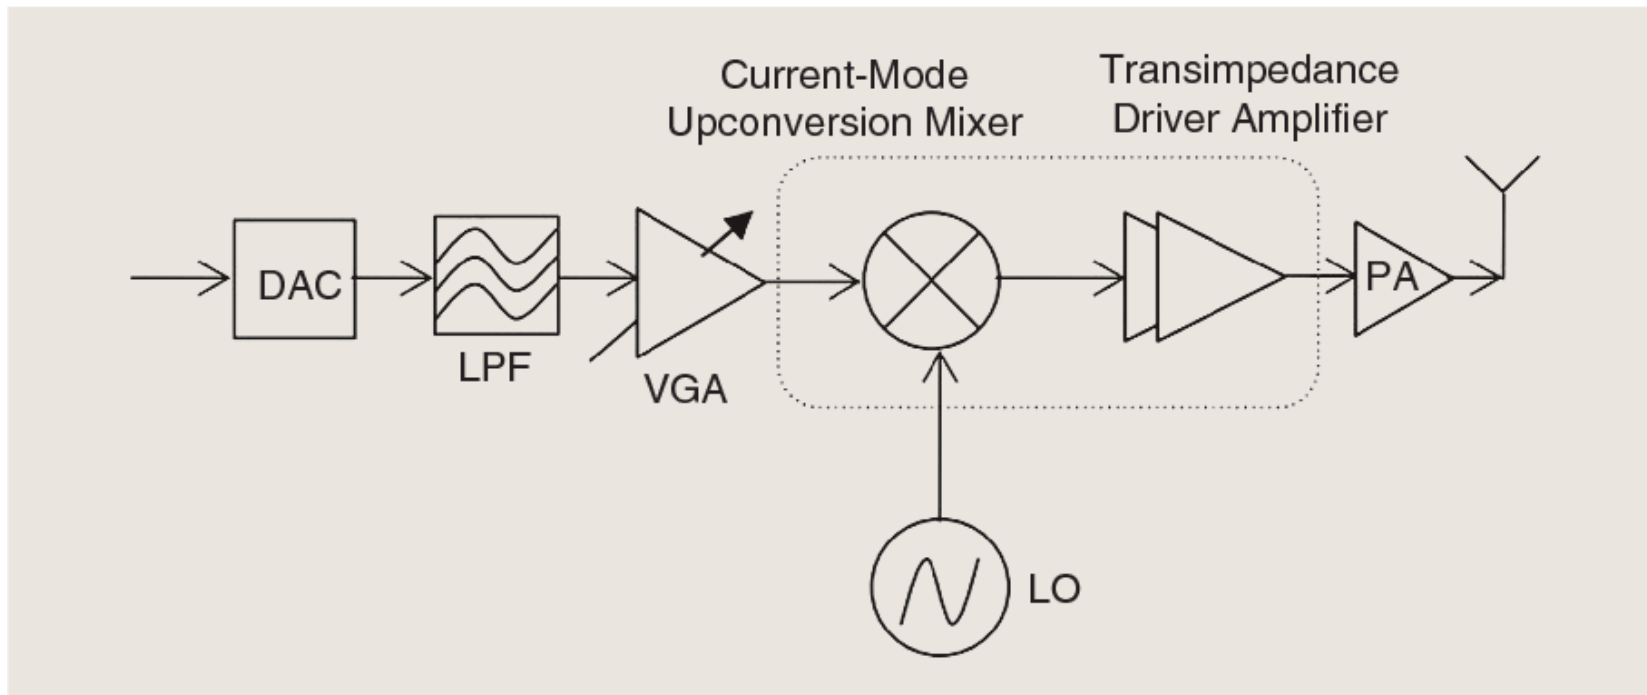 Current-Mode
Upconversion Mixer
Transimpedance
Driver Amplifier
DAC
LPF
VGA
PA
LO